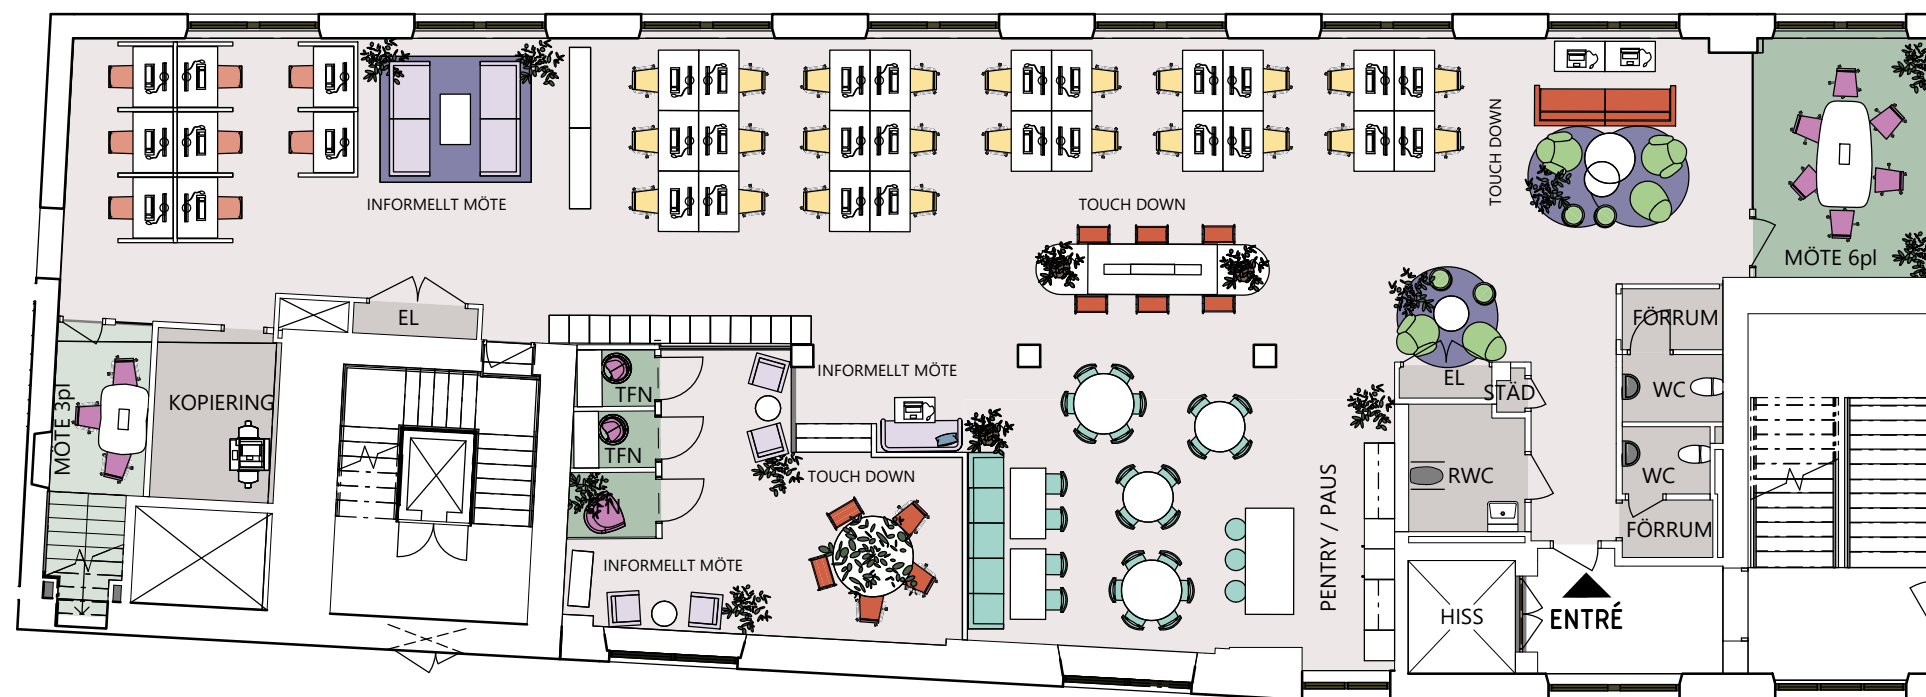 INFORMELLT MÖTE
TOUCH DOWN
TOUCH DOWN
MÖTE 6pl
EL
FÖRRUM
MÖTE 3pl
KOPIERING
TFN
INFORMELLT MÖTE
EL
STÄD
WC
TFN
TOUCH DOWN
RWC
WC
PENTRY / PAUS
FÖRRUM
INFORMELLT MÖTE
HISS
ENTRÉ